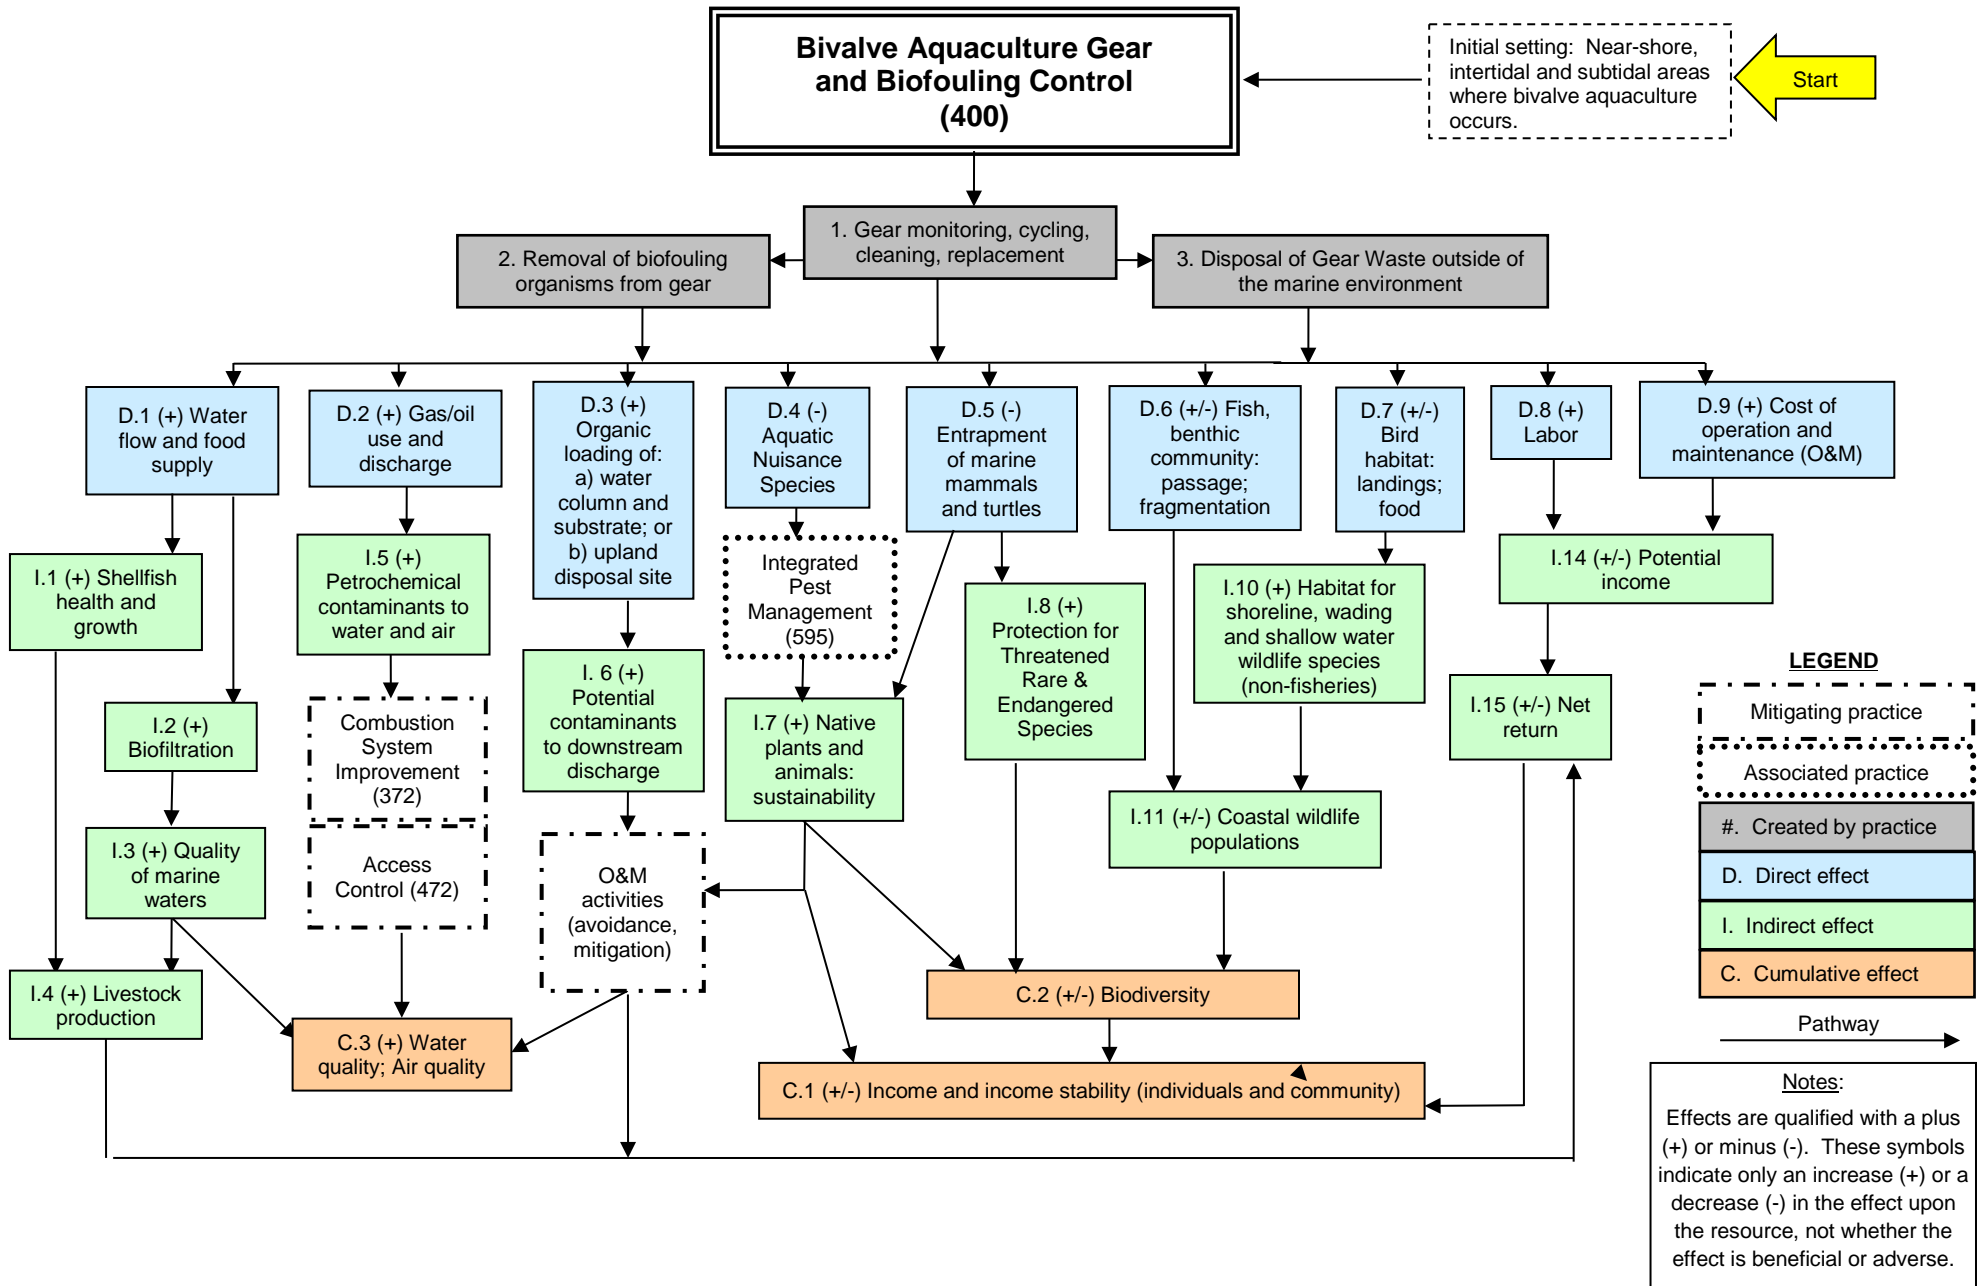 Bivalve Aquaculture Gear
and Biofouling Control
(400)
Initial setting:  Near-shore,
intertidal and subtidal areas
where bivalve aquaculture
occurs.
Start
1. Gear monitoring, cycling,
cleaning, replacement
2. Removal of biofouling
organisms from gear
3. Disposal of Gear Waste outside of
the marine environment
D.1 (+) Water
flow and food
supply
D.2 (+) Gas/oil
use and
discharge
D.3 (+)
Organic
loading of:
a) water
column and
substrate; or
b) upland
disposal site
D.4 (-)
Aquatic
Nuisance
Species
D.5 (-)
Entrapment
of marine
mammals
and turtles
D.6 (+/-) Fish,
benthic
community:
passage;
fragmentation
D.7 (+/-)
Bird
habitat:
landings;
food
D.8 (+)
Labor
D.9 (+) Cost of
operation and
maintenance (O&M)
I.1 (+) Shellfish
health and
growth
I.5 (+)
Petrochemical
contaminants to
water and air
Integrated
Pest
Management
(595)
I.8 (+)
Protection for
Threatened
Rare &
Endangered
Species
I.10 (+) Habitat for
shoreline, wading
and shallow water
wildlife species
(non-fisheries)
I.14 (+/-) Potential
income
I.2 (+)
Biofiltration
Combustion
System
Improvement
(372)
I. 6 (+)
Potential
contaminants
to downstream
discharge
I.7 (+) Native
plants and
animals:
sustainability
I.15 (+/-) Net
return
I.3 (+) Quality
of marine
waters
Access
Control (472)
O&M
activities
(avoidance,
mitigation)
I.11 (+/-) Coastal wildlife
populations
I.4 (+) Livestock
production
C.3 (+) Water
quality; Air quality
C.2 (+/-) Biodiversity
C.1 (+/-) Income and income stability (individuals and community)
LEGEND
Mitigating practice
Associated practice
#.  Created by practice
D.  Direct effect
I.  Indirect effect
C.  Cumulative effect
Pathway
Notes:
Effects are qualified with a plus
(+) or minus (-).  These symbols
indicate only an increase (+) or a
decrease (-) in the effect upon
the resource, not whether the
effect is beneficial or adverse.